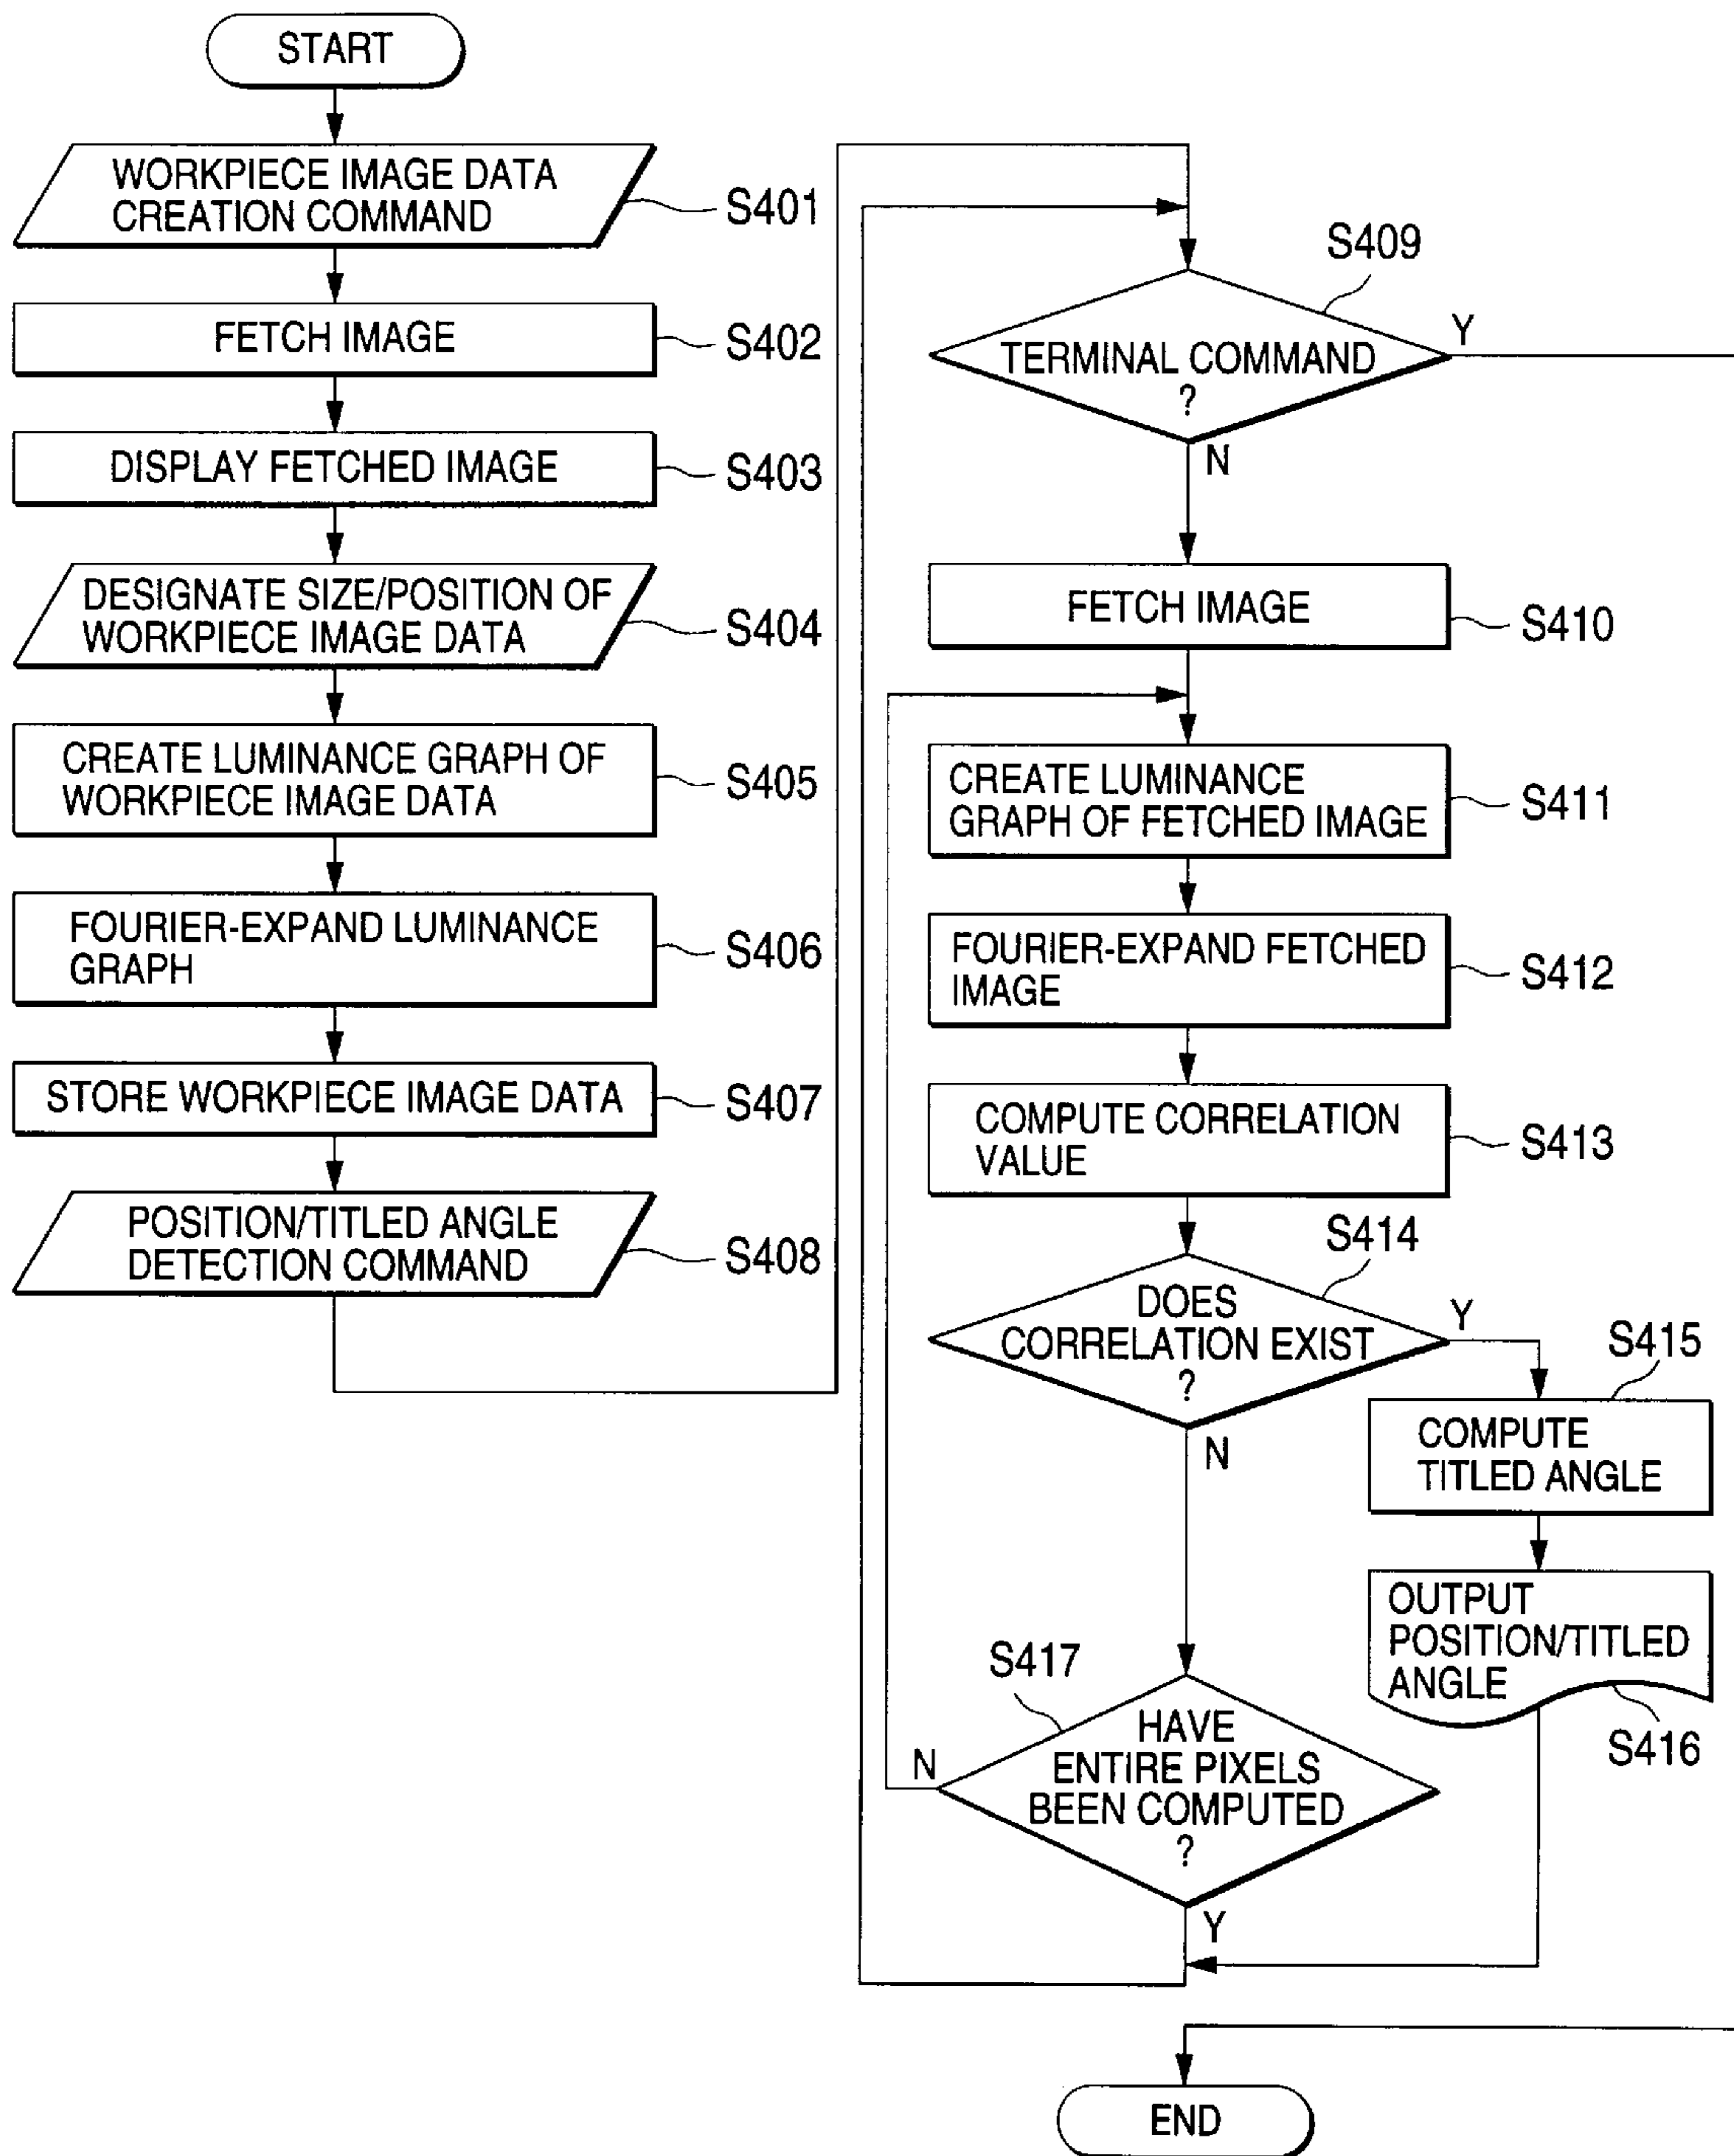 START
WORKPIECE IMAGE DATA
CREATION COMMAND
S401
FETCH IMAGE
S402
DISPLAY FETCHED IMAGE
S403
DESIGNATE SIZE/POSITION OF
WORKPIECE IMAGE DATA
S404
CREATE LUMINANCE GRAPH OF
WORKPIECE IMAGE DATA
S405
FOURIER-EXPAND LUMINANCE
GRAPH
S406
STORE WORKPIECE IMAGE DATA
S407
POSITION/TITLED ANGLE
DETECTION COMMAND
S408
S409
TERMINAL COMMAND
?
Y
N
FETCH IMAGE
S410
CREATE LUMINANCE
GRAPH OF FETCHED IMAGE
S411
FOURIER-EXPAND FETCHED
IMAGE
S412
COMPUTE CORRELATION
VALUE
S413
S414
DOES
CORRELATION EXIST
?
Y
N
S415
COMPUTE
TITLED ANGLE
OUTPUT
POSITION/TITLED
ANGLE
S416
S417
HAVE
ENTIRE PIXELS
BEEN COMPUTED
?
N
Y
END